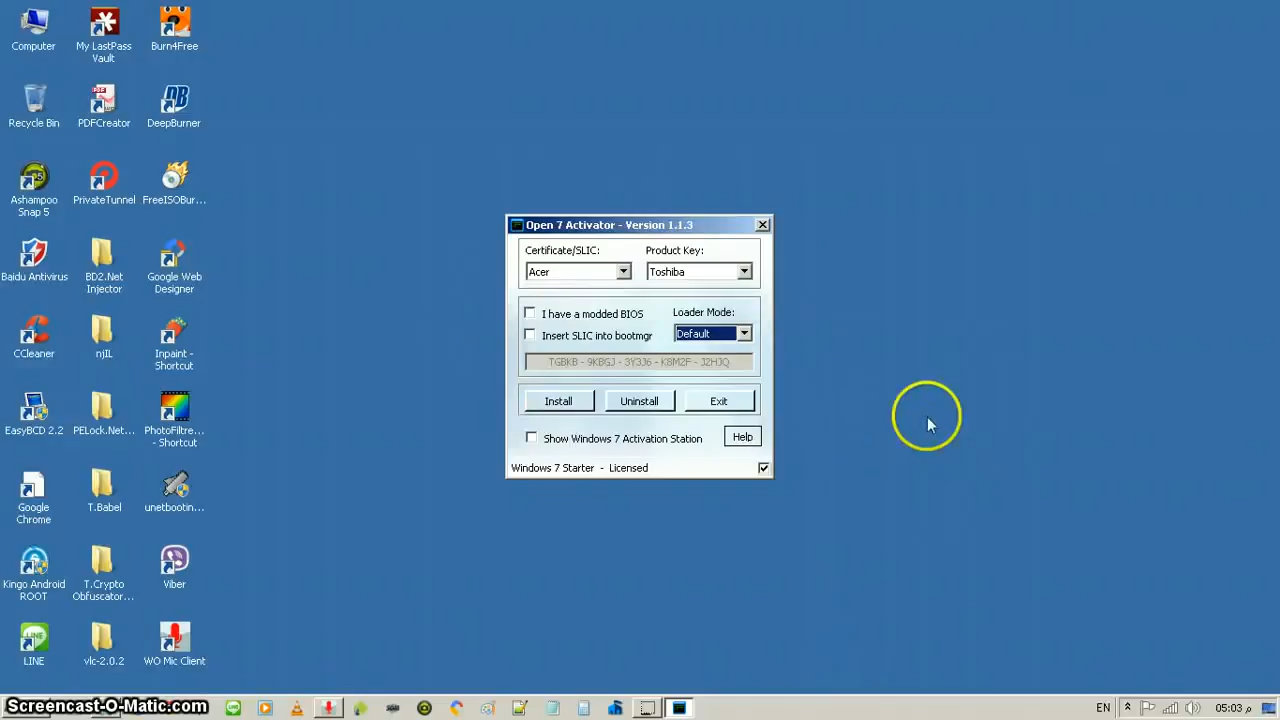 Computer
My LastPass
Vault
Burn4Free
Recycle Bin
PDFCreator
DeepBurner
Ashampoo
Snap 5
PrivateTunnel
FreeISOBur...
Baidu Antivirus
BD2.Net
Injector
Google Web
Designer
CCleaner
njIL
Inpaint -
Shortcut
EasyBCD 2.2
PELock.Net...
PhotoFiltre...
- Shortcut
Google
Chrome
T.Babel
unetbootin...
Kingo Android
ROOT
T.Crypto
Obfuscator...
Viber
LINE
vlc-2.0.2
WO Mic Client
Open 7 Activator - Version 1.1.3
Certificate/SLIC:
Product Key:
Acer
Toshiba
I have a modded BIOS
Loader Mode:
Insert SLIC into bootmgr
Default
Install
Uninstall
Exit
Show Windows 7 Activation Station
Help
Windows 7 Starter - Licensed
Screencast-O-Matic.com
EN
05:03 م